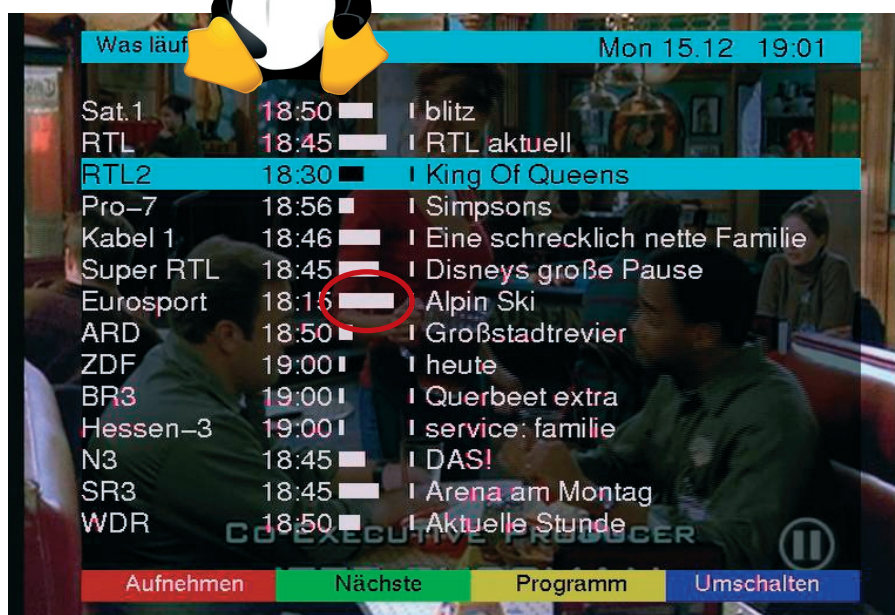 Was läuf Mon 15.12 19:01
Sat.1 18:50 blitz
RTL 18:45 RTL aktuell
RTL2 18:30 King Of Queens
Pro-7 18:56 Simpsons
Kabel 1 18:46 Eine schrecklich nette Familie
Super RTL 18:45 Disneys große Pause
Eurosport 18:15 Alpin Ski
ARD 18:50 Großstadtrevier
ZDF 19:00 heute
BR3 19:00 Querbeet extra
Hessen-3 19:00 service: familie
N3 18:45 DAS!
SR3 18:45 Arena am Montag
WDR 18:50 Aktuelle Stunde
CO-EXECUTIVE PRODUCER
Aufnehmen Nächste Programm Umschalten